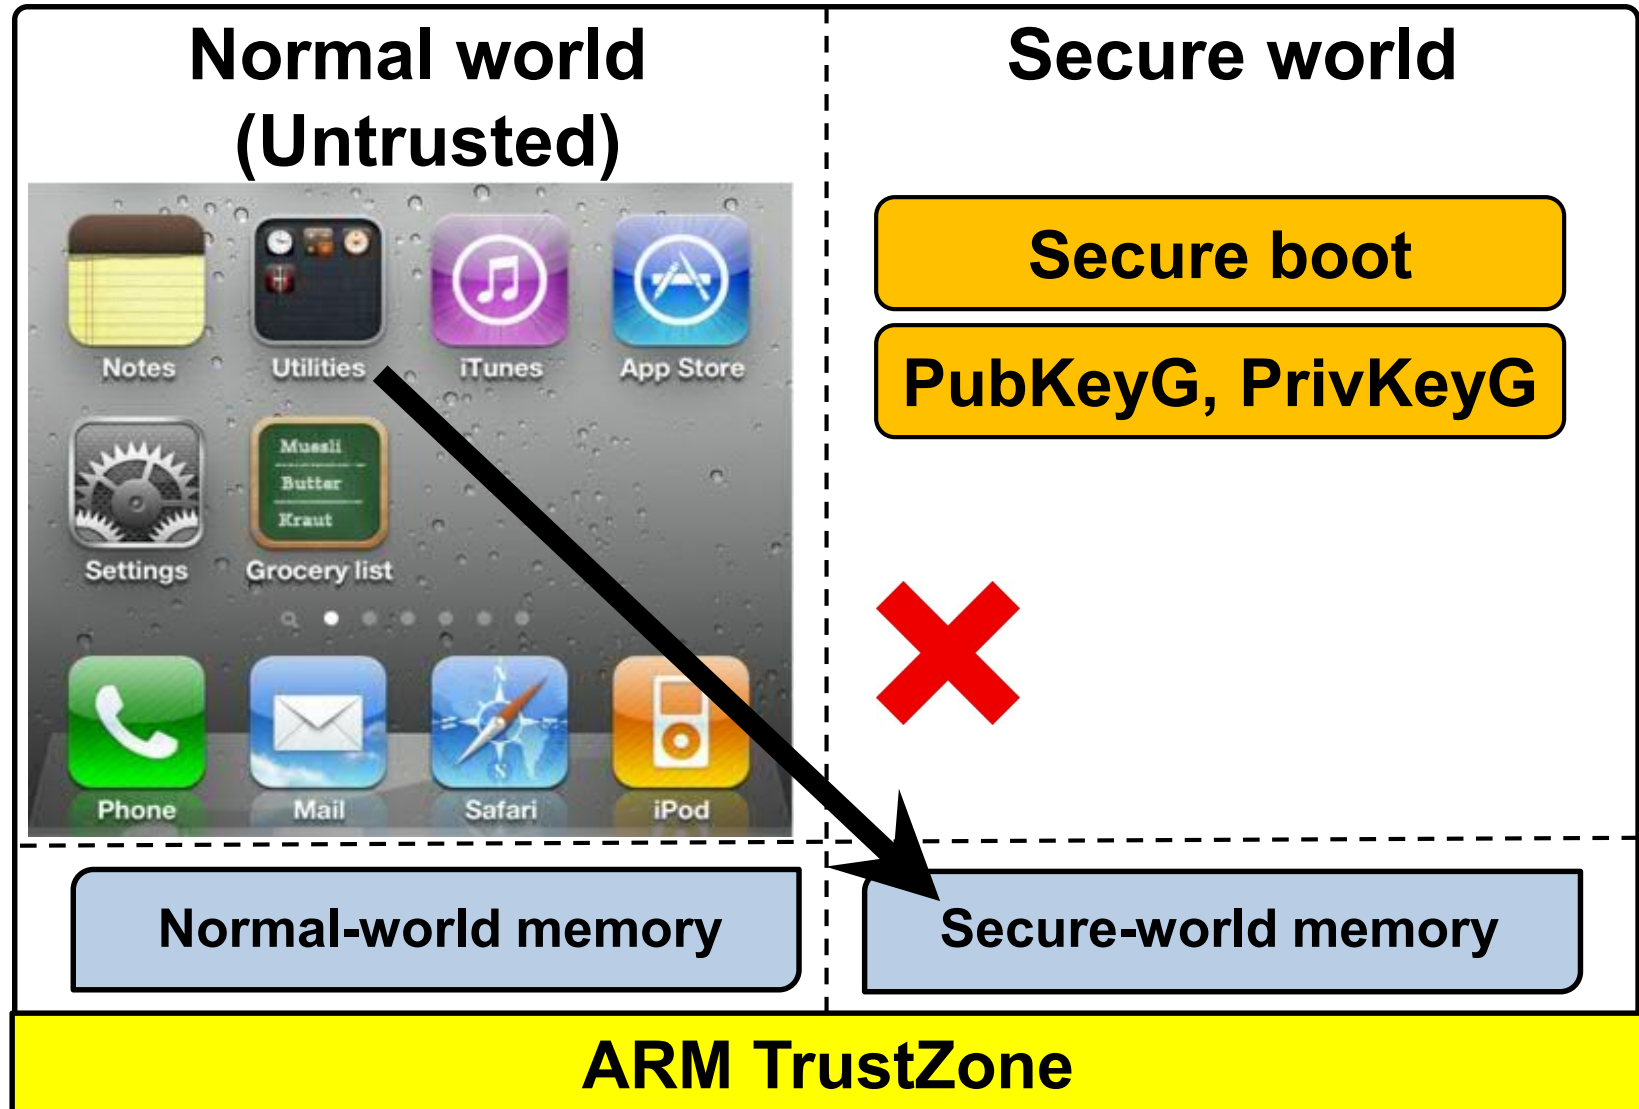 Normal world
(Untrusted)
Secure world
Notes
Utilities
iTunes
App Store
Secure boot
PubKeyG, PrivKeyG
Muesli
Butter
Kraut
Settings
Grocery list
N
S
Phone
Mail
Safari
iPod
Normal-world memory
Secure-world memory
ARM TrustZone